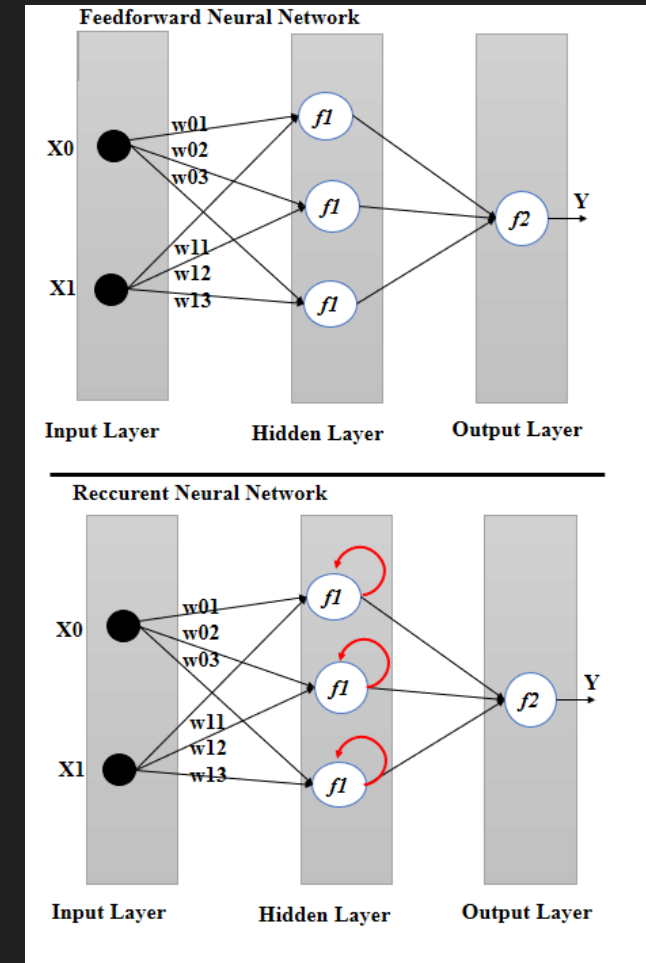 Feedforward Neural Network
w01
X0
w02
w03
f1
f1
f1
f2
Y
w11
X1
w12
w13
Input Layer
Hidden Layer
Output Layer
Reccurent Neural Network
w01
X0
w02
w03
f1
f1
f1
f2
Y
w11
X1
w12
w13
Input Layer
Hidden Layer
Output Layer